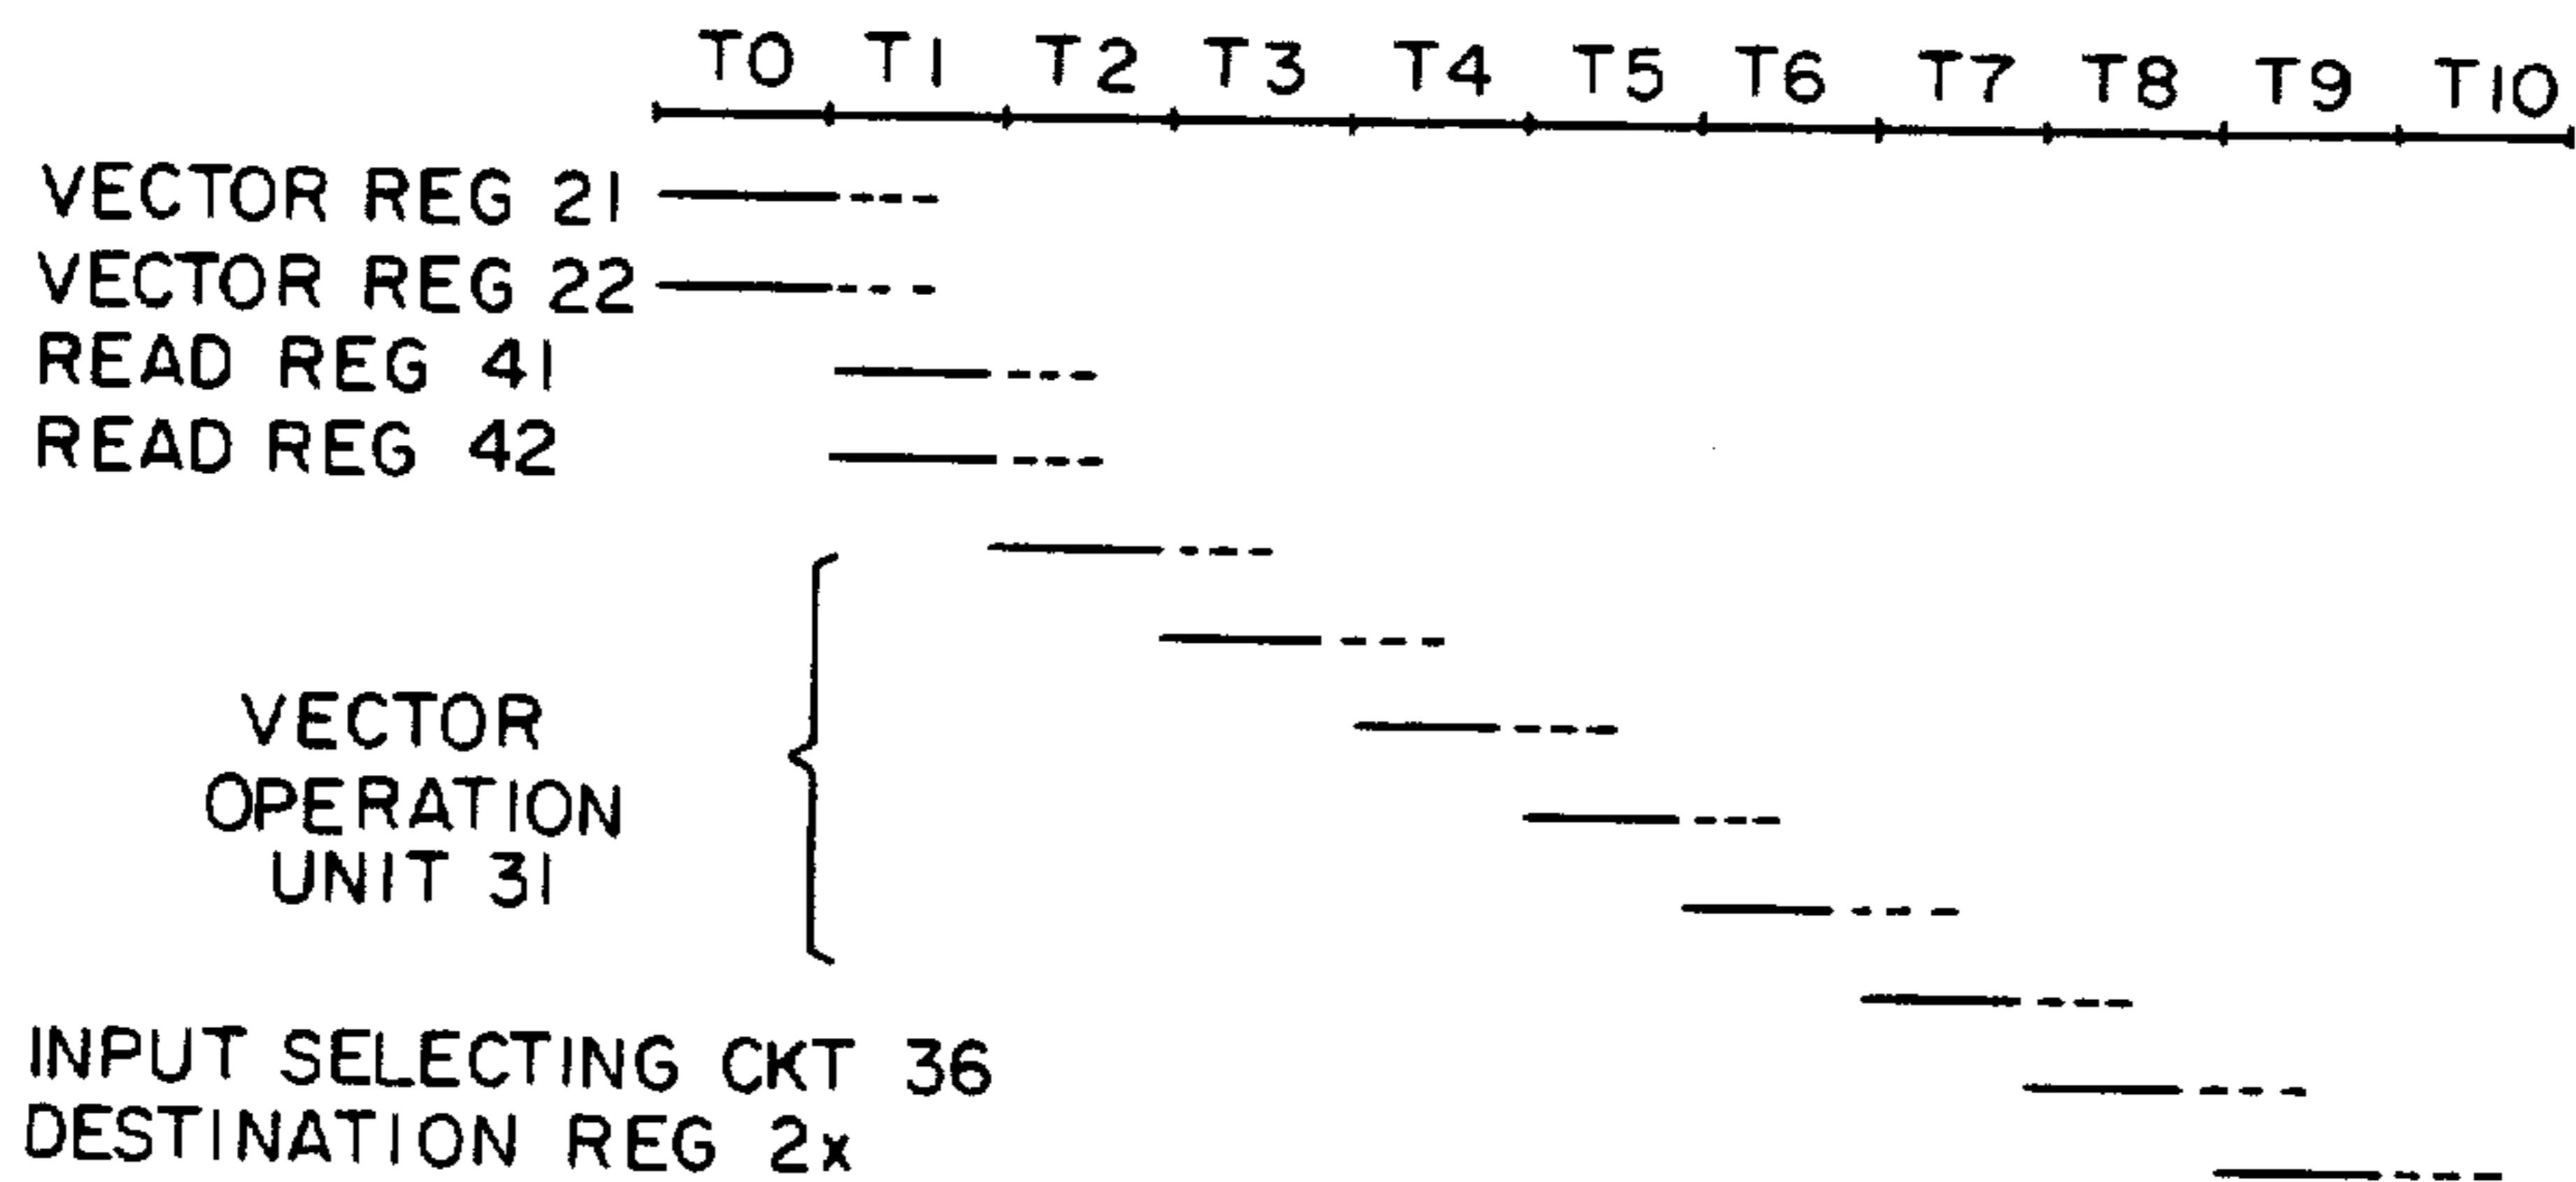 T0 T1 T2 T3 T4 T5 T6 T7 T8 T9 T10
VECTOR REG 21
VECTOR REG 22
READ REG 41
READ REG 42
VECTOR
OPERATION
UNIT 31
INPUT SELECTING CKT 36
DESTINATION REG 2x